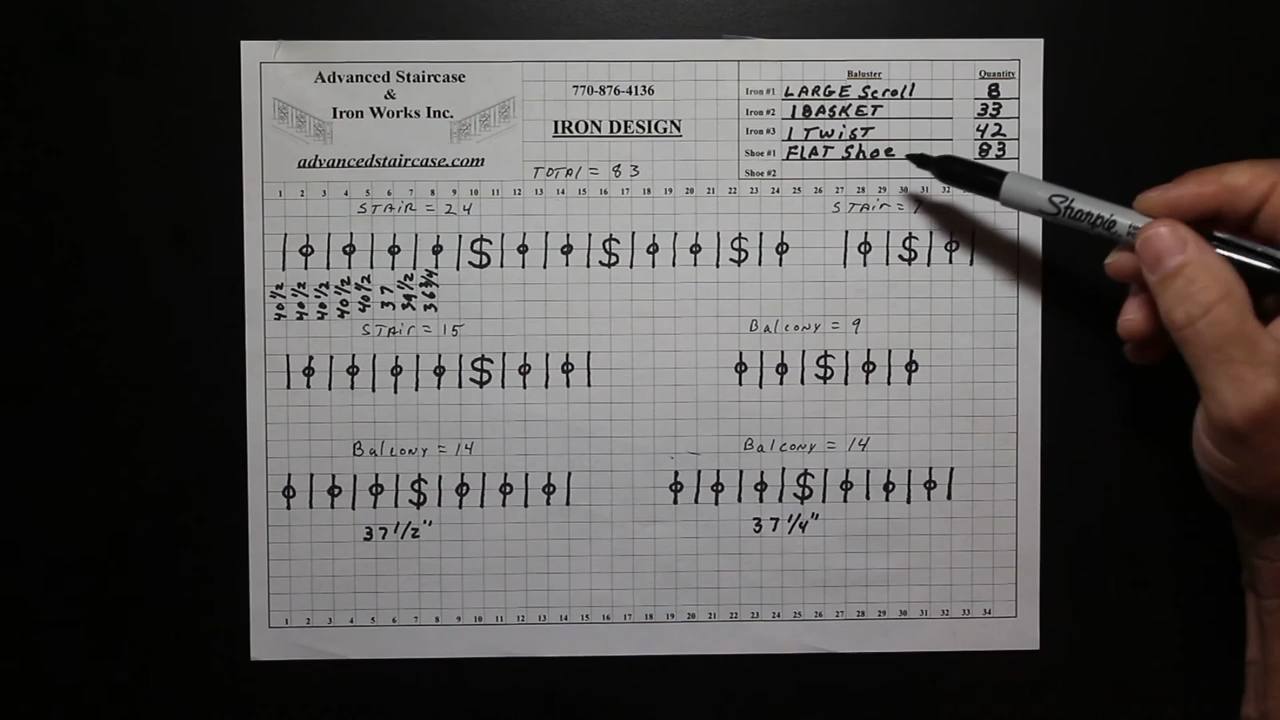 Advanced Staircase
&
Iron Works Inc.
advancedstaircase.com
770-876-4136
IRON DESIGN
TOTAL = 83
Baluster Quantity
Iron #1 LARGE Scroll 8
Iron #2 1 BASKET 33
Iron #3 1 TWIST 42
Shoe #1 FLAT Shoe 83
Shoe #2
1 2 3 4 5 6 7 8 9 10 11 12 13 14 15 16 17 18 19 20 21 22 23 24 25 26 27 28 29 30 31 32
STAIR = 24 STAIR = 7
40 1/2 40 1/2 40 1/2 40 1/2 40 1/2 37 39 1/2 36 3/4
STAIR = 15 Balcony = 9
Balcony = 14 Balcony = 14
37 1/2" 37 1/4"
1 2 3 4 5 6 7 8 9 10 11 12 13 14 15 16 17 18 19 20 21 22 23 24 25 26 27 28 29 30 31 32 33 34
Sharpie